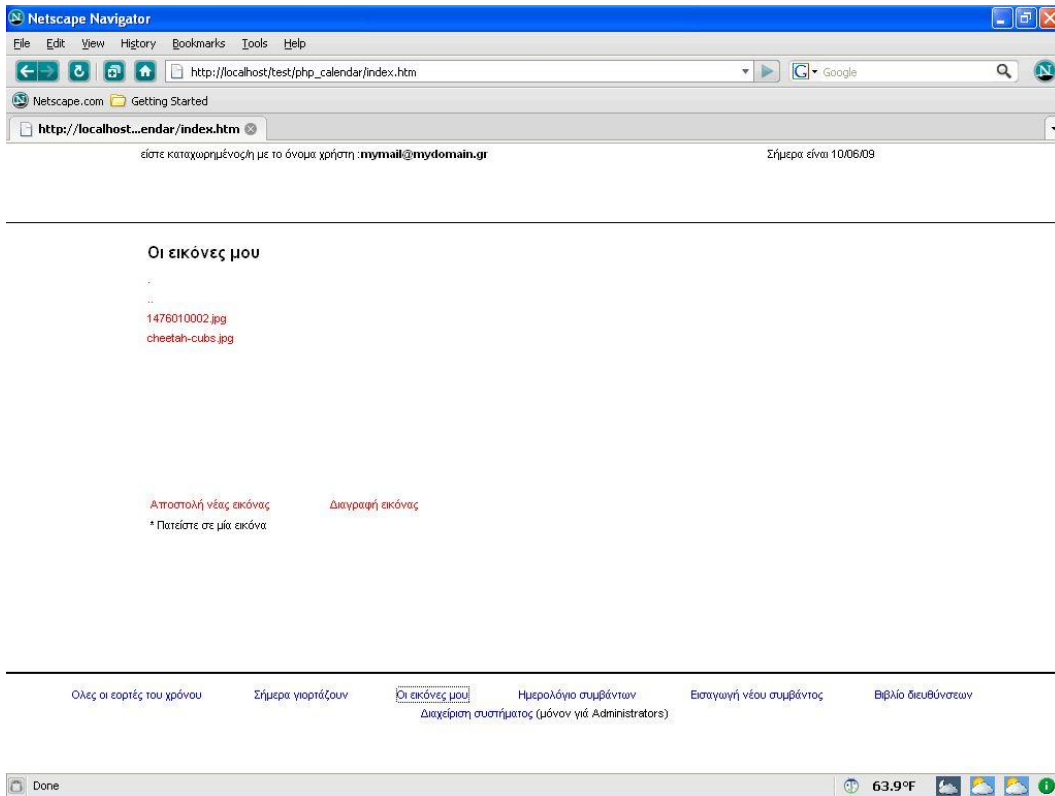 Netscape Navigator
File Edit View History Bookmarks Tools Help
http://localhost/test/php_calendar/index.htm
G Google
N
Netscape.com Getting Started
http://localhost...endar/index.htm
είστε καταχωρημένος/η με το όνομα χρήστη :mymail@mydomain.gr Σήμερα είναι 10/06/09
Οι εικόνες μου
.
..
1476010002.jpg
cheetah-cubs.jpg
Αποστολή νέας εικόνας Διαγραφή εικόνας
* Πατείστε σε μία εικόνα
Ολες οι εορτές του χρόνου Σήμερα γιορτάζουν Οι εικόνες μου Ημερολόγιο συμβάντων Εισαγωγή νέου συμβάντος Βιβλίο διευθύνσεων
Διαχείριση συστήματος (μόνον γιά Administrators)
Done 63.9°F